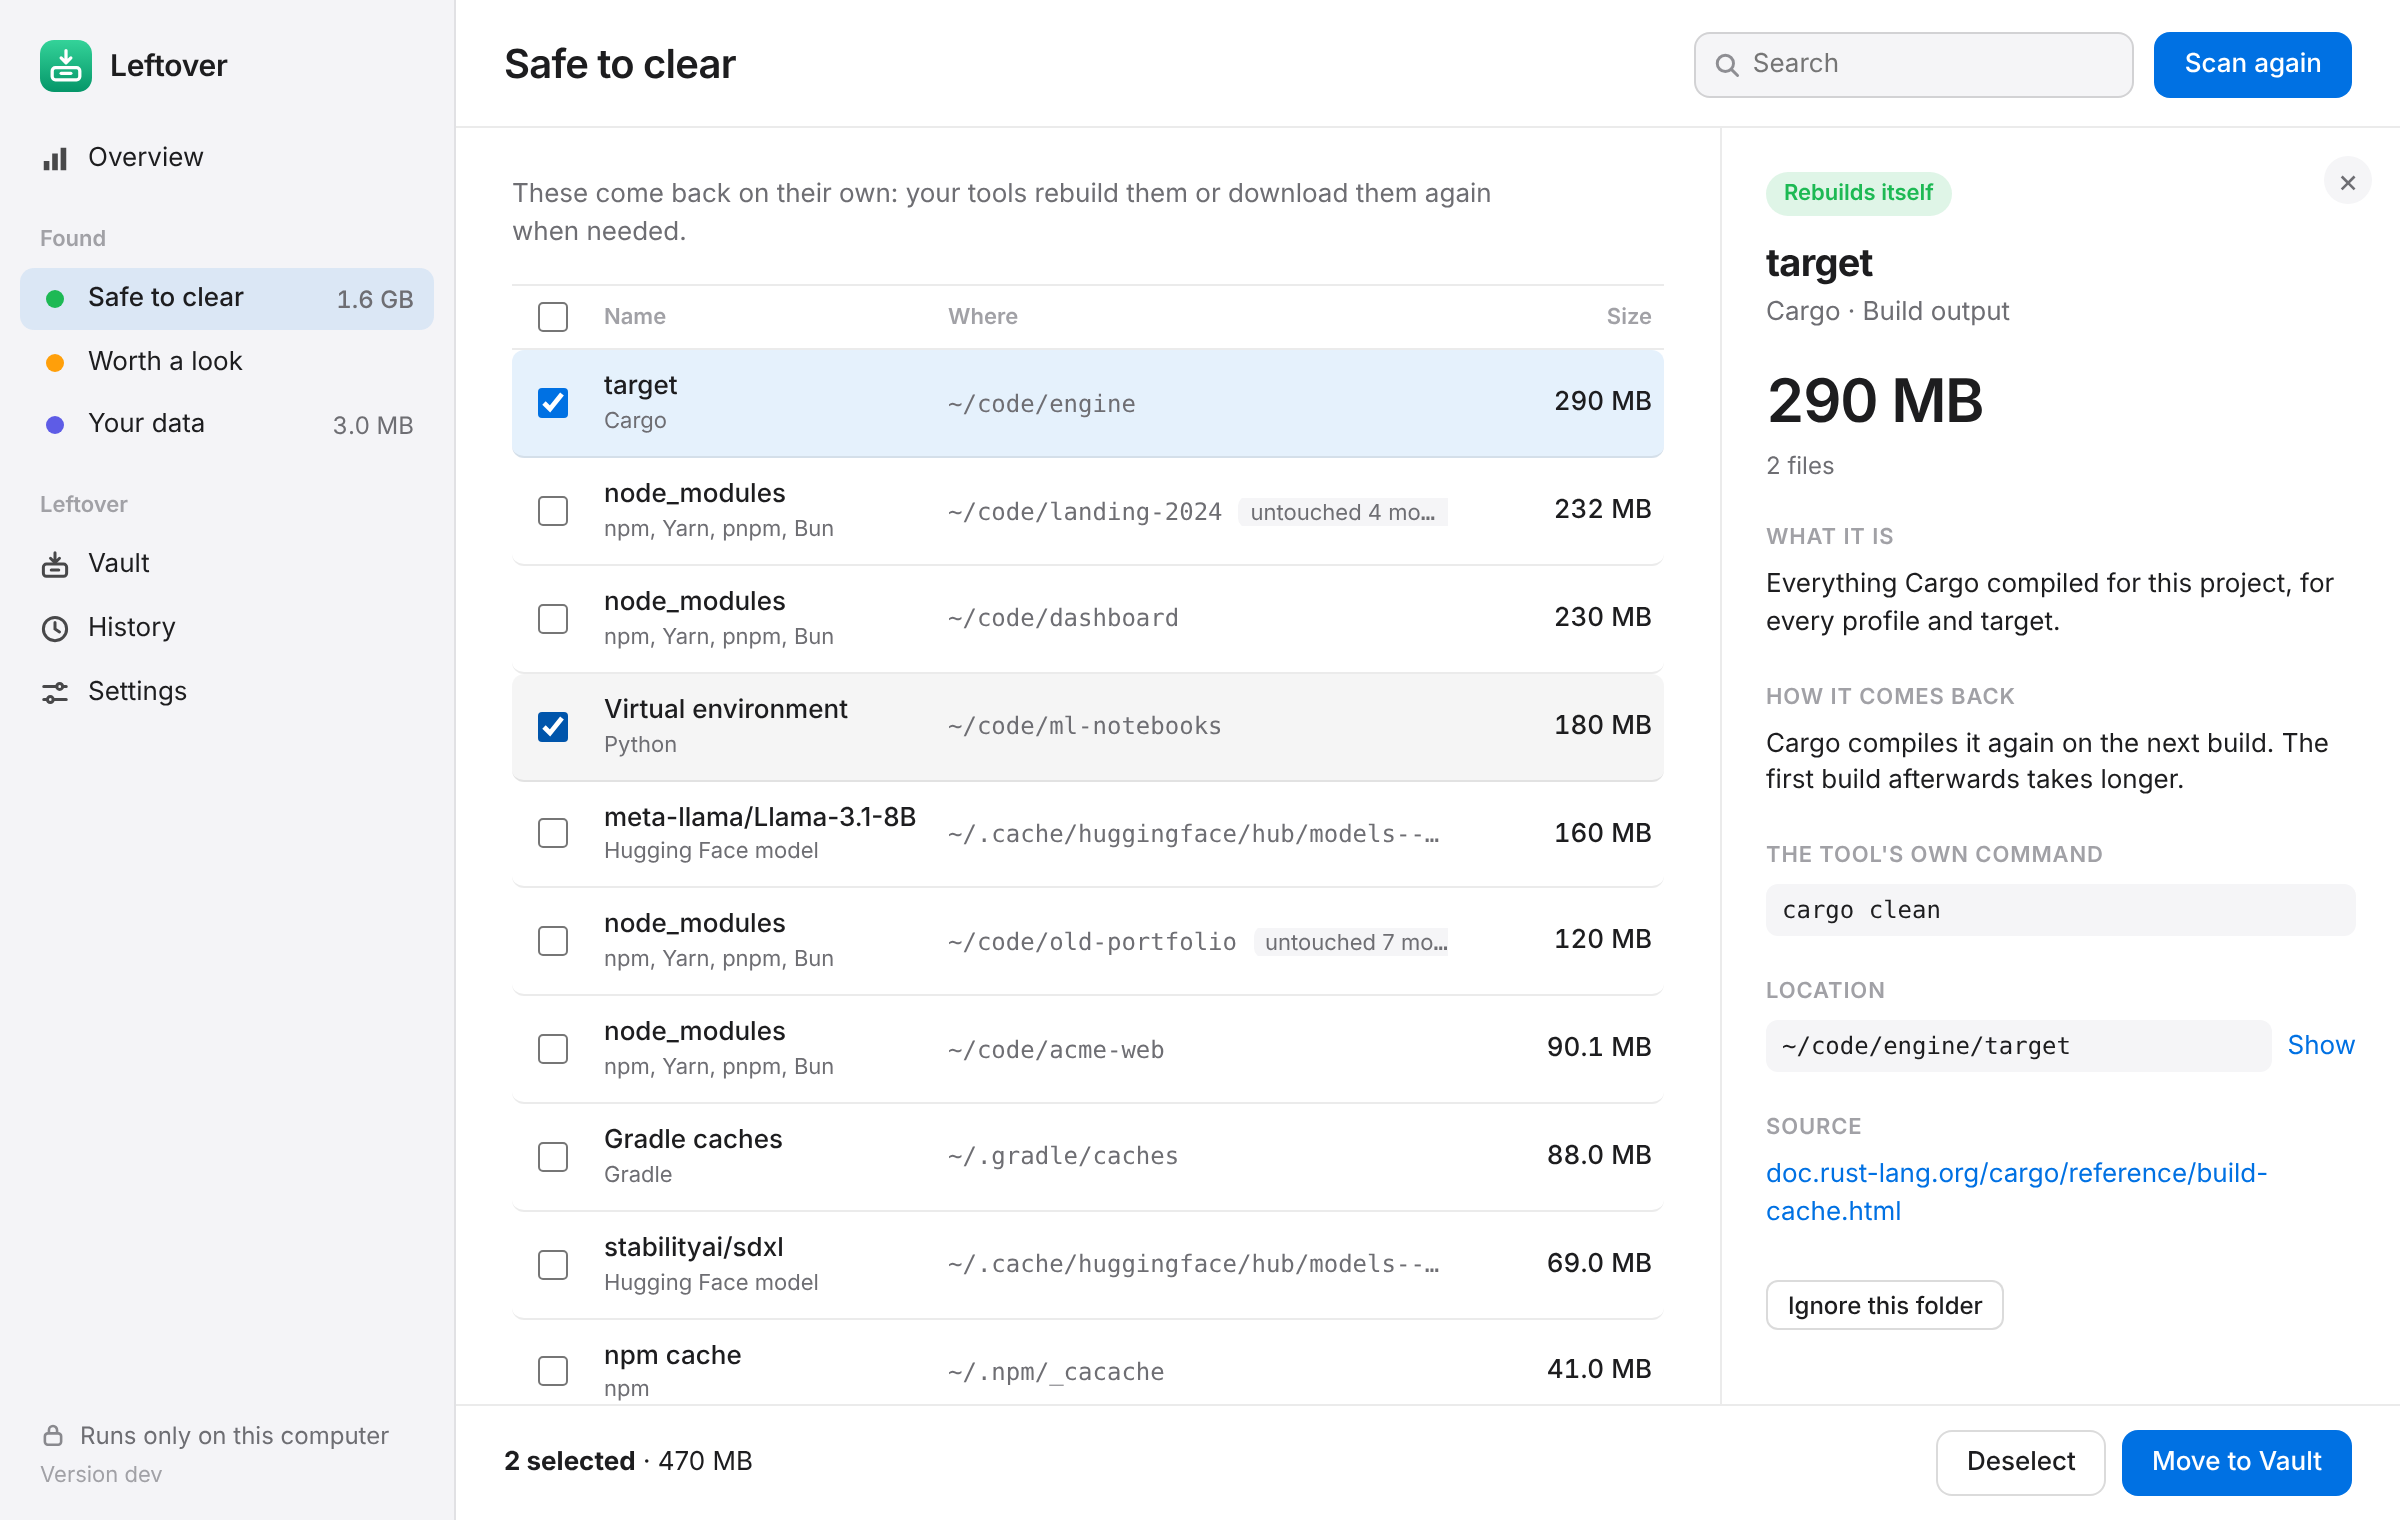 Leftover
Overview
Found
Safe to clear 1.6 GB
Worth a look
Your data 3.0 MB
Leftover
Vault
History
Settings
Runs only on this computer
Version dev
Safe to clear
Search
Scan again
These come back on their own: your tools rebuild them or download them again
when needed.
Name Where Size
target
Cargo
~/code/engine
290 MB
node_modules
npm, Yarn, pnpm, Bun
~/code/landing-2024 untouched 4 mo…
232 MB
node_modules
npm, Yarn, pnpm, Bun
~/code/dashboard
230 MB
Virtual environment
Python
~/code/ml-notebooks
180 MB
meta-llama/Llama-3.1-8B
Hugging Face model
~/.cache/huggingface/hub/models--…
160 MB
node_modules
npm, Yarn, pnpm, Bun
~/code/old-portfolio untouched 7 mo…
120 MB
node_modules
npm, Yarn, pnpm, Bun
~/code/acme-web
90.1 MB
Gradle caches
Gradle
~/.gradle/caches
88.0 MB
stabilityai/sdxl
Hugging Face model
~/.cache/huggingface/hub/models--…
69.0 MB
npm cache
npm
~/.npm/_cacache
41.0 MB
Rebuilds itself
target
Cargo · Build output
290 MB
2 files
WHAT IT IS
Everything Cargo compiled for this project, for
every profile and target.
HOW IT COMES BACK
Cargo compiles it again on the next build. The
first build afterwards takes longer.
THE TOOL'S OWN COMMAND
cargo clean
LOCATION
~/code/engine/target Show
SOURCE
doc.rust-lang.org/cargo/reference/build-
cache.html
Ignore this folder
2 selected · 470 MB
Deselect
Move to Vault